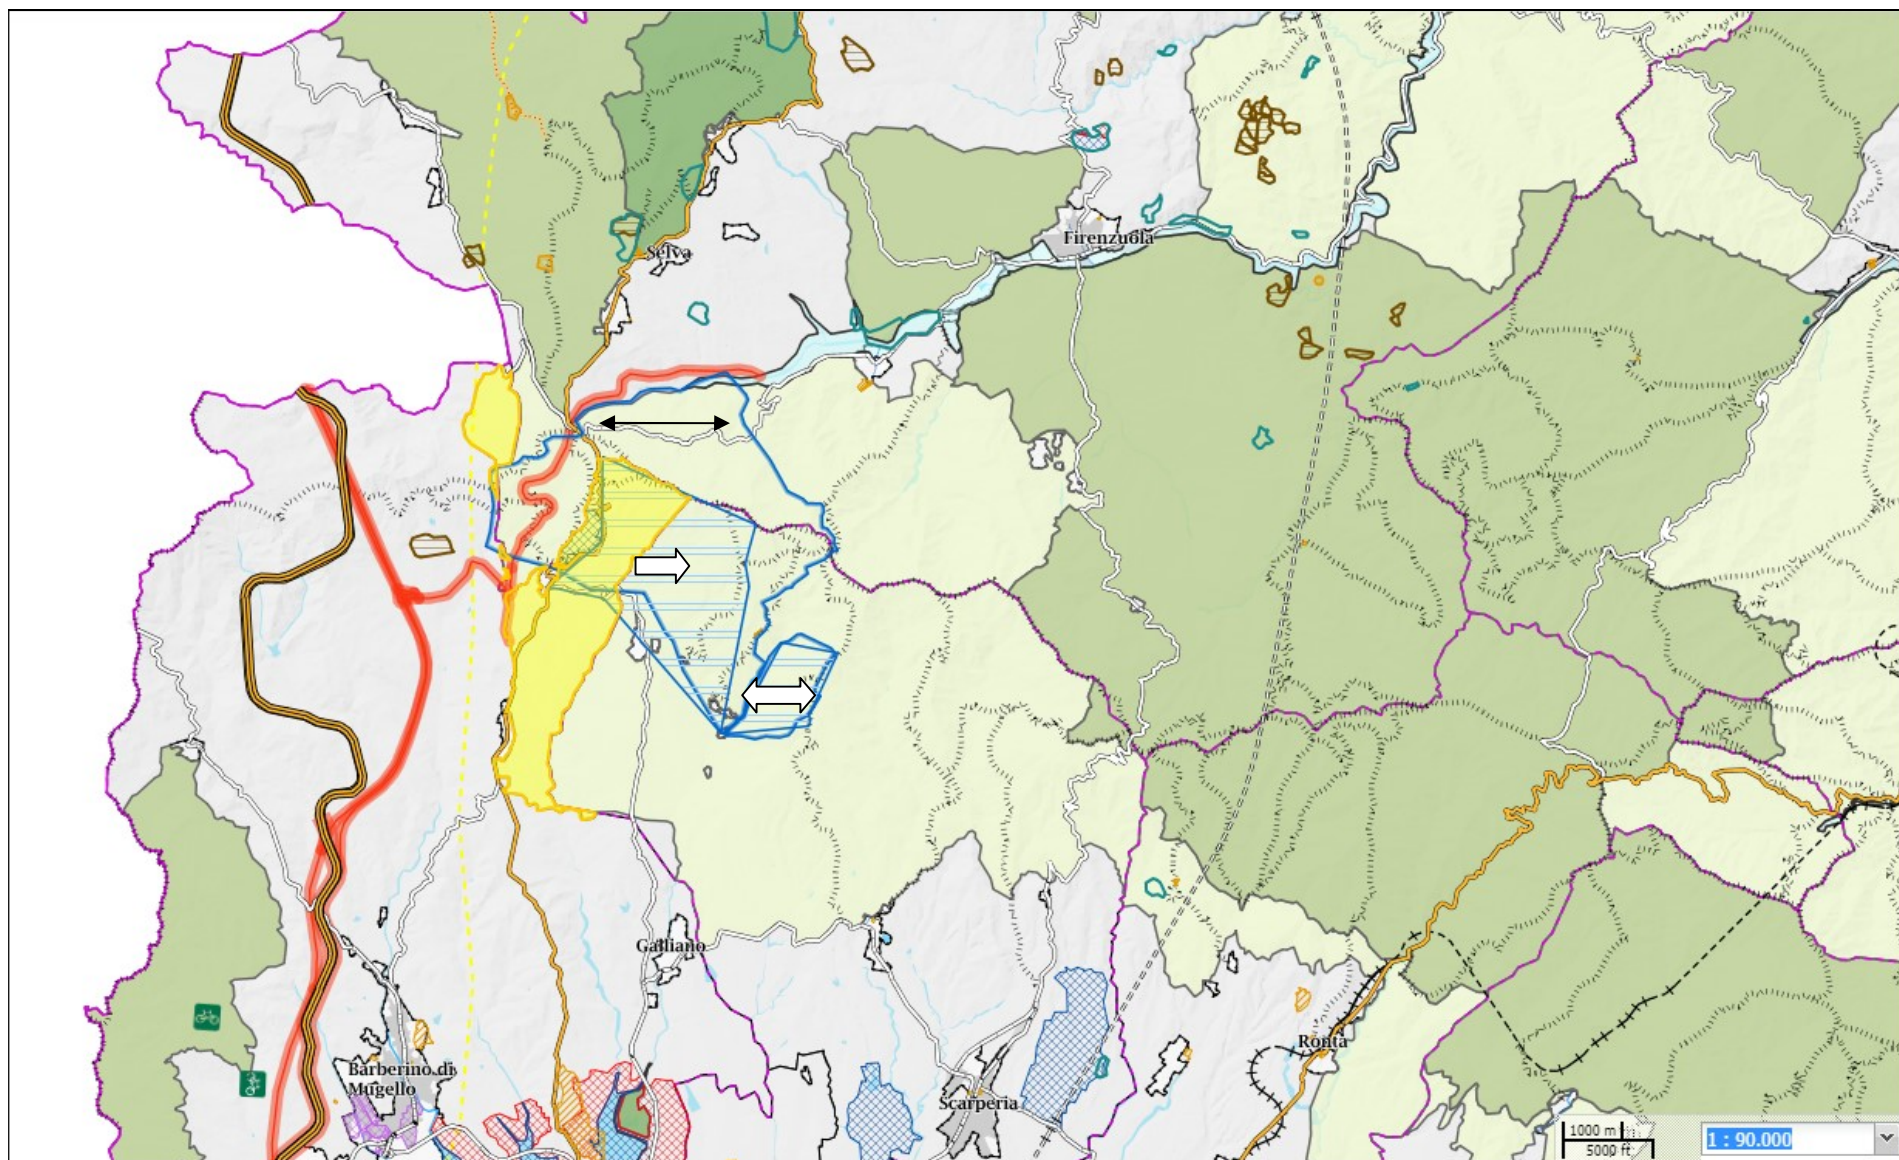 Selva
Firenzuola
Galliano
Barberino di
Mugello
Scarperia
Ronta
1000 m
5000 ft
1 : 90.000